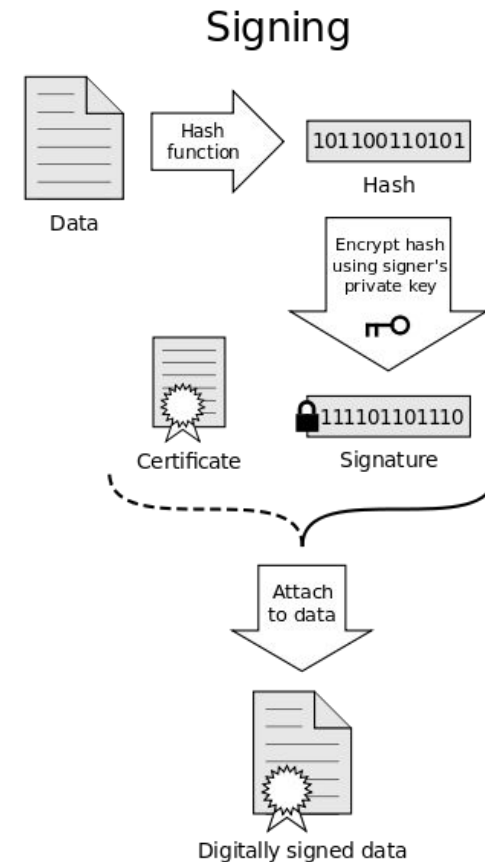 Signing
Hash
function
101100110101
Hash
Data
Encrypt hash
using signer's
private key
111101101110
Certificate
Signature
Attach
to data
Digitally signed data